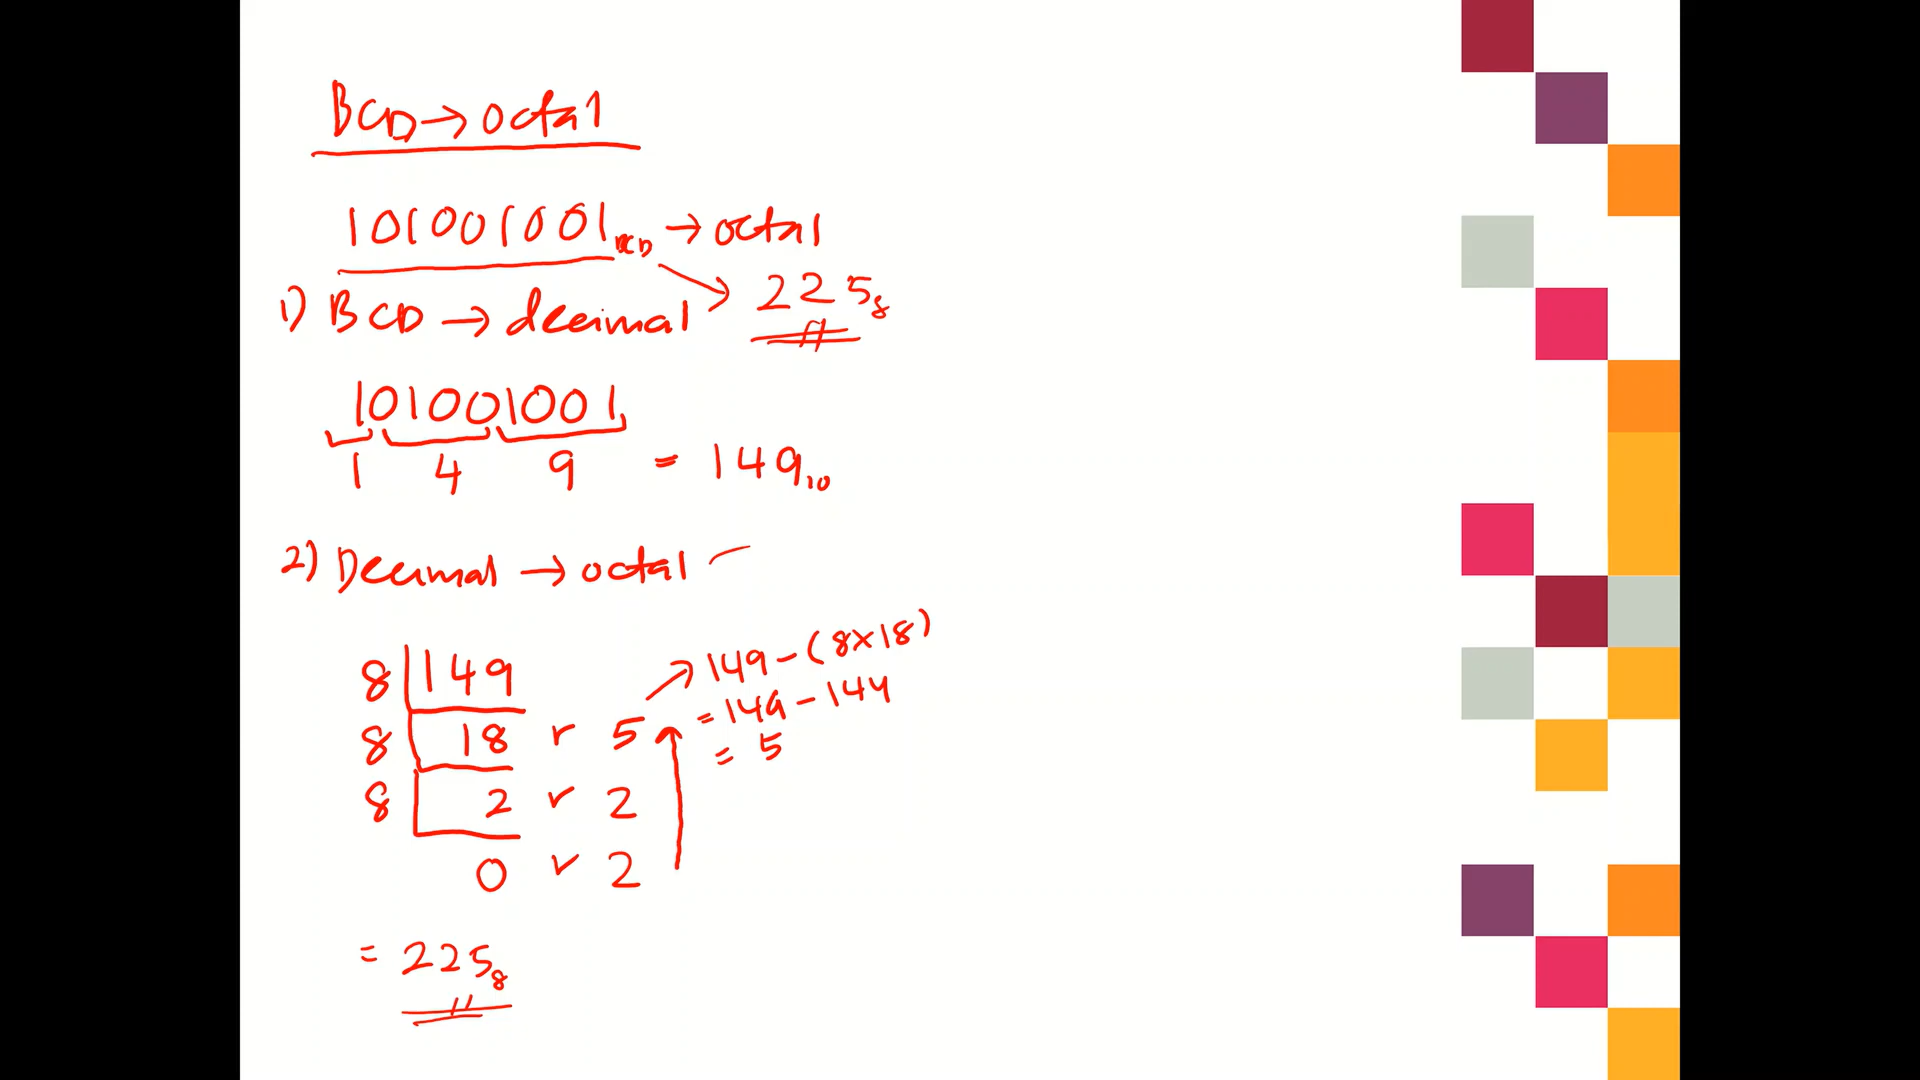 BCD → octal
101001001BCD → octal
225₈
1) BCD → decimal
101001001
1 4 9 = 149₁₀
2) Decimal → octal
8 | 149
149 - (8×18)
= 149 - 144
= 5
8 | 18 r 5
8 | 2 r 2
0 r 2
= 225₈